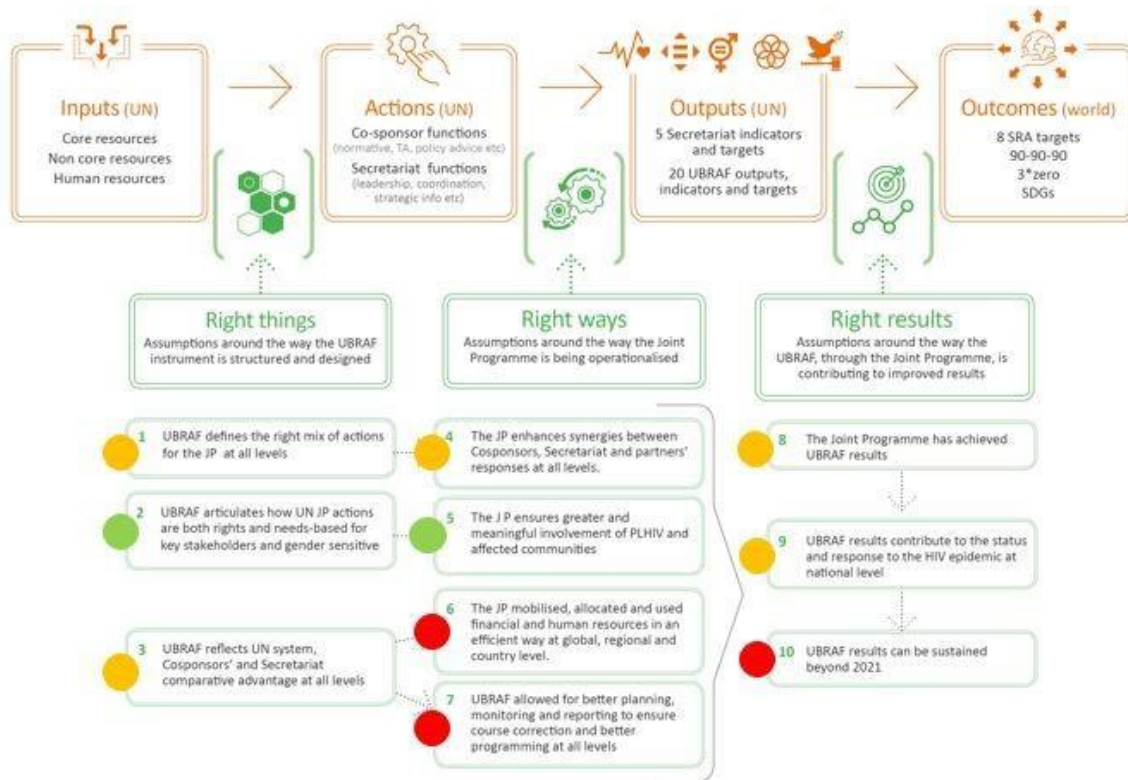 Inputs (UN)
Core resources
Non core resources
Human resources
Actions (UN)
Co-sponsor functions
(normative, TA, policy advice etc)
Secretariat functions
(leadership, coordination,
strategic info etc)
Outputs (UN)
5 Secretariat indicators
and targets
20 UBRAF outputs,
indicators and targets
Outcomes (world)
8 SRA targets
90-90-90
3*zero
SDGs
Right things
Assumptions around the way the UBRAF
instrument is structured and designed
Right ways
Assumptions around the way the Joint
Programme is being operationalised
Right results
Assumptions around the way the
UBRAF, through the Joint Programme, is
contributing to improved results
1 UBRAF defines the right mix of actions
for the JP at all levels
2 UBRAF articulates how UN JP actions
are both rights and needs-based for
key stakeholders and gender sensitive
3 UBRAF reflects UN system,
Cosponsors' and Secretariat
comparative advantage at all levels
4 The JP enhances synergies between
Cosponsors, Secretariat and partners'
responses at all levels.
5 The J P ensures greater and
meaningful involvement of PLHIV and
affected communities
6 The JP mobilised, allocated and used
financial and human resources in an
efficient way at global, regional and
country level.
7 UBRAF allowed for better planning,
monitoring and reporting to ensure
course correction and better
programming at all levels
8 The Joint Programme has achieved
UBRAF results
9 UBRAF results contribute to the status
and response to the HIV epidemic at
national level
10 UBRAF results can be sustained
beyond 2021